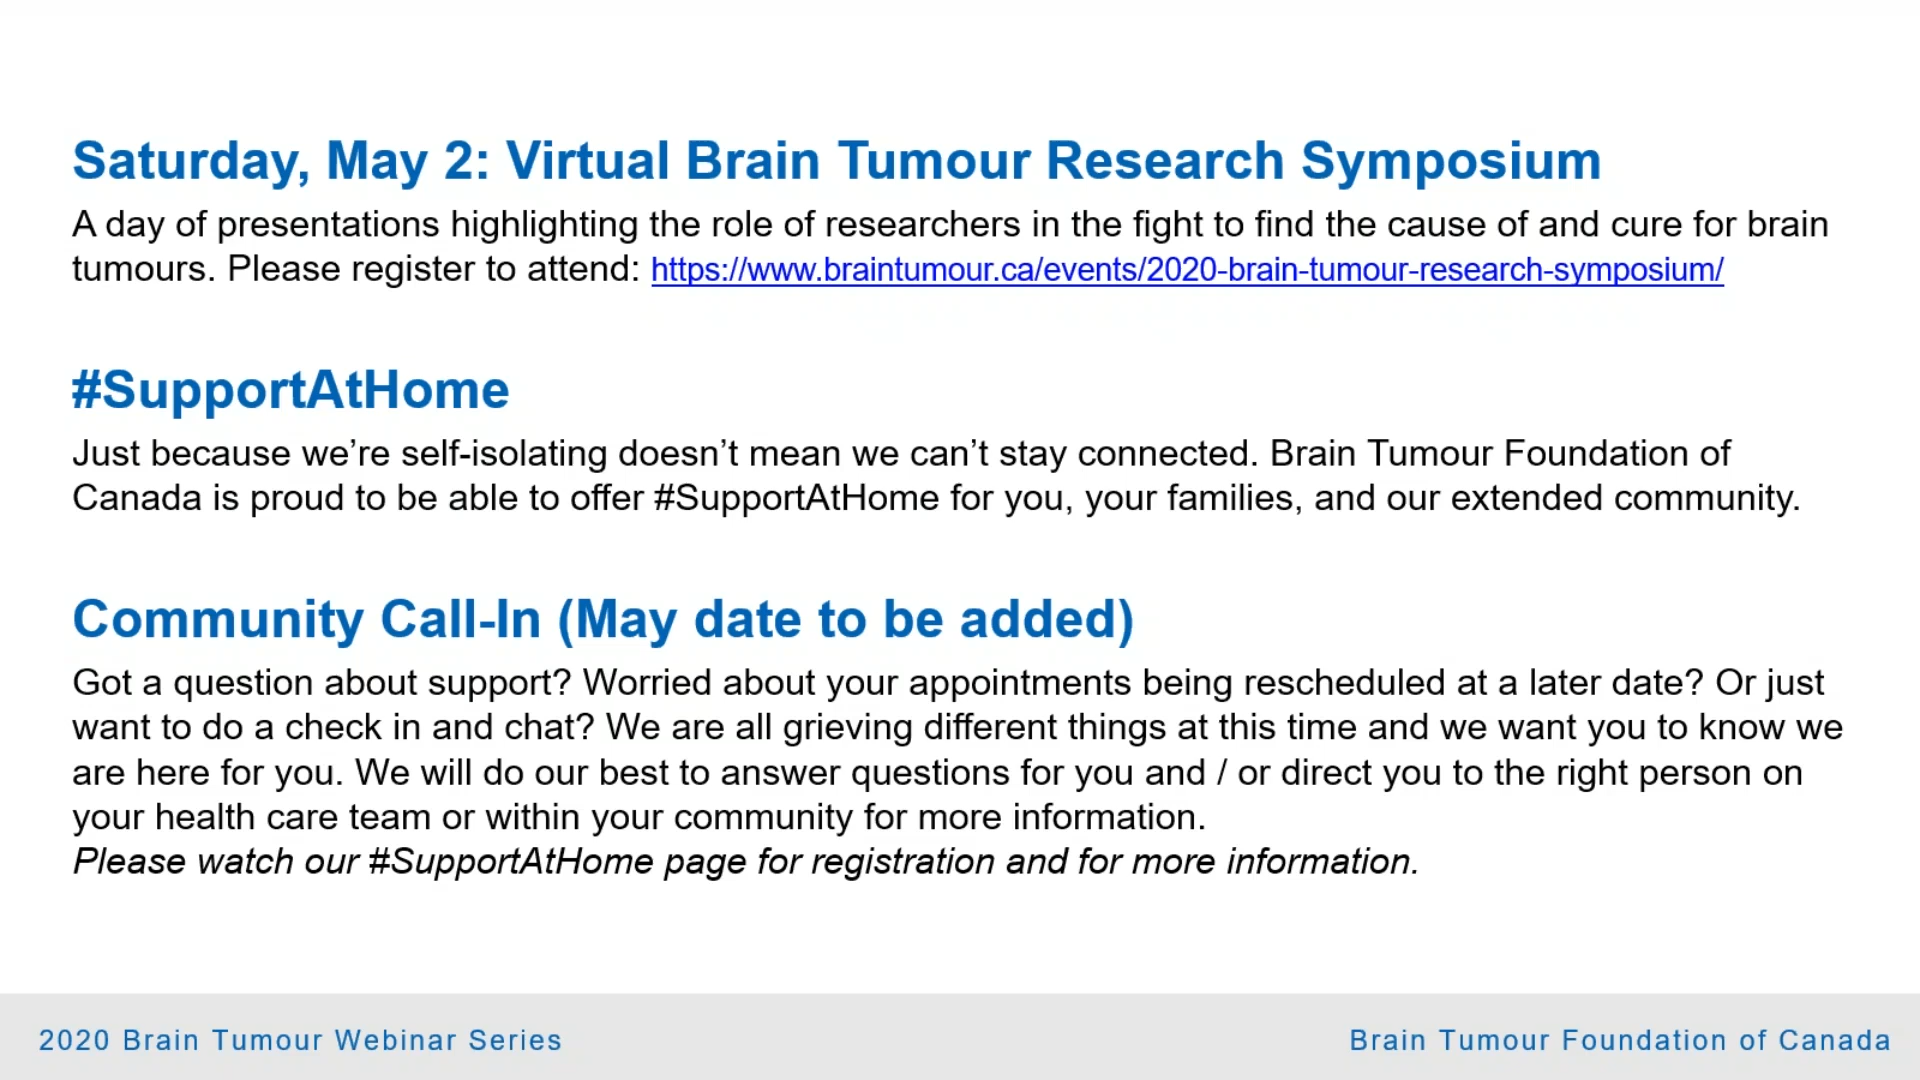 Saturday, May 2: Virtual Brain Tumour Research Symposium
A day of presentations highlighting the role of researchers in the fight to find the cause of and cure for brain
tumours. Please register to attend: https://www.braintumour.ca/events/2020-brain-tumour-research-symposium/
#SupportAtHome
Just because we’re self-isolating doesn’t mean we can’t stay connected. Brain Tumour Foundation of
Canada is proud to be able to offer #SupportAtHome for you, your families, and our extended community.
Community Call-In (May date to be added)
Got a question about support? Worried about your appointments being rescheduled at a later date? Or just
want to do a check in and chat? We are all grieving different things at this time and we want you to know we
are here for you. We will do our best to answer questions for you and / or direct you to the right person on
your health care team or within your community for more information.
Please watch our #SupportAtHome page for registration and for more information.
2020 Brain Tumour Webinar Series
Brain Tumour Foundation of Canada